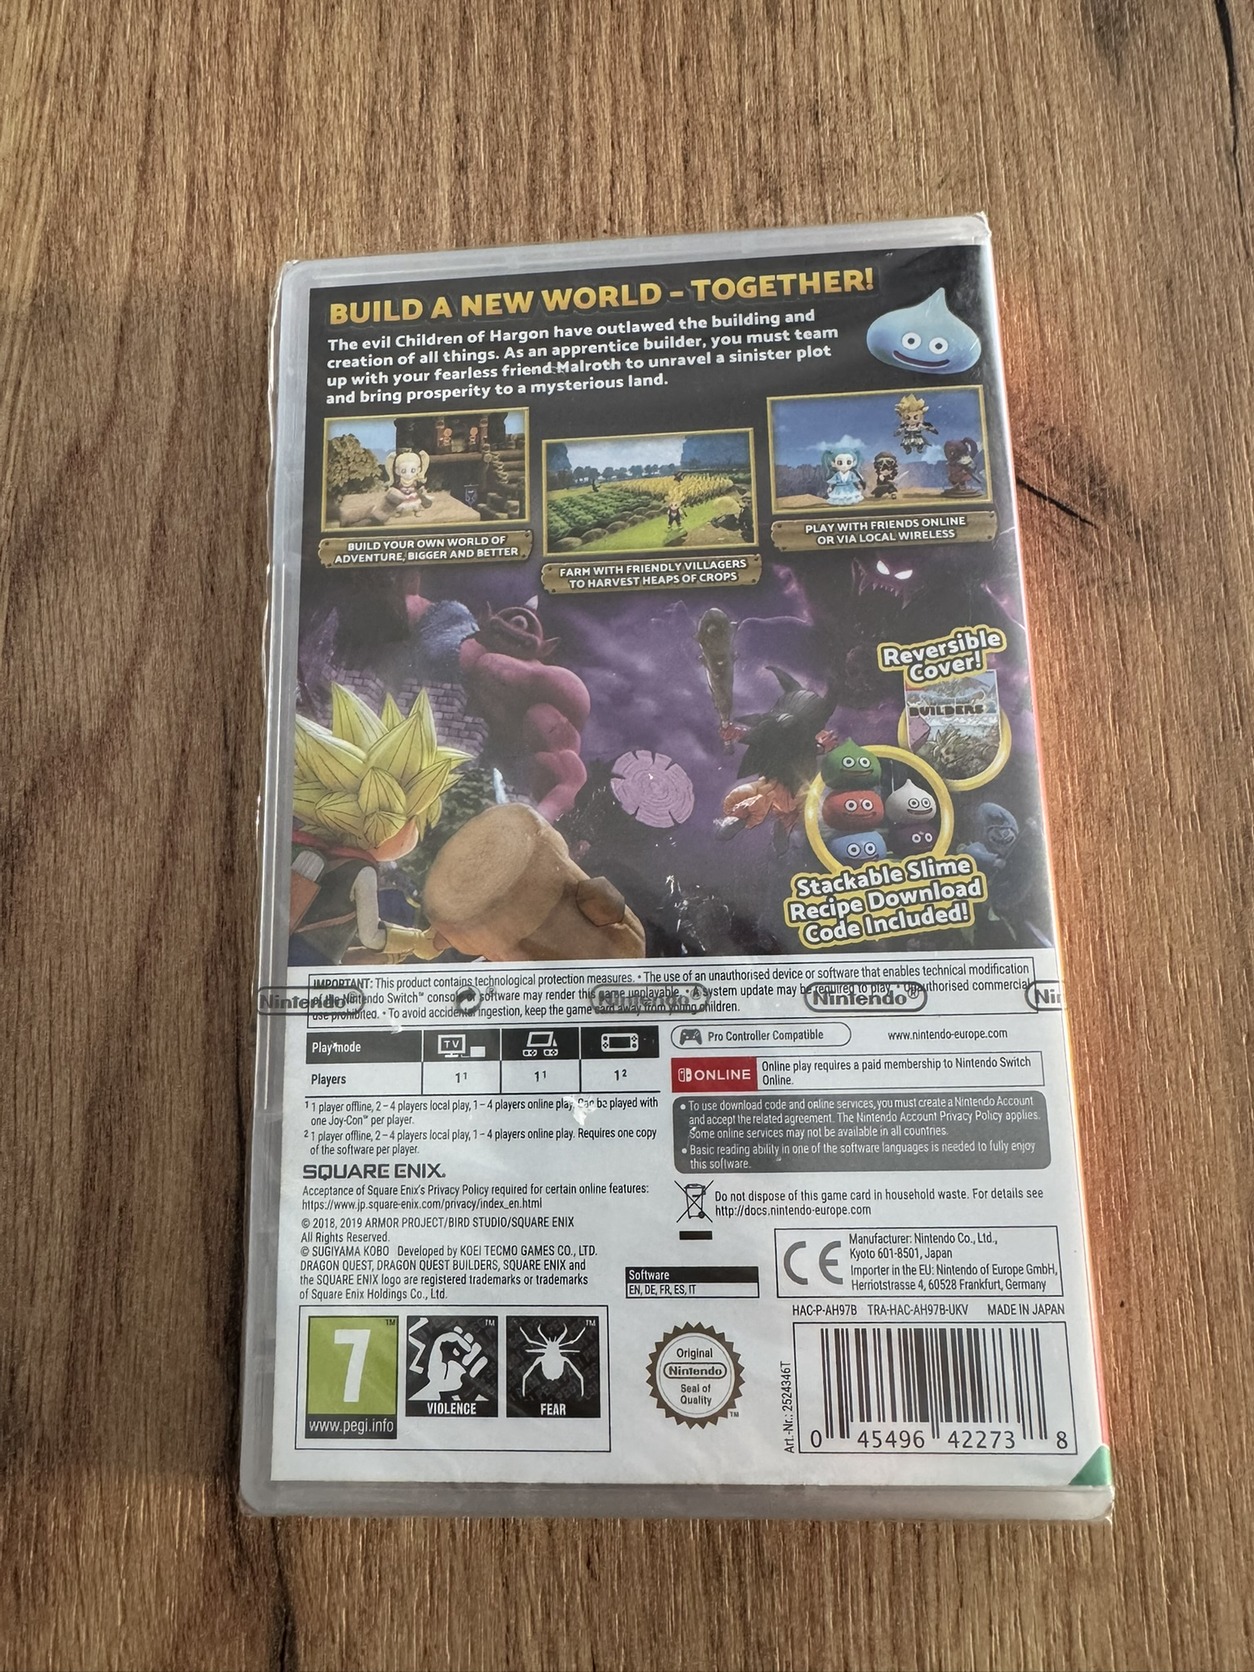 BUILD A NEW WORLD - TOGETHER!
The evil Children of Hargon have outlawed the building and
creation of all things. As an apprentice builder, you must team
up with your fearless friend Malroth to unravel a sinister plot
and bring prosperity to a mysterious land.
BUILD YOUR OWN WORLD OF
ADVENTURE, BIGGER AND BETTER
FARM WITH FRIENDLY VILLAGERS
TO HARVEST HEAPS OF CROPS
PLAY WITH FRIENDS ONLINE
OR VIA LOCAL WIRELESS
Reversible
Cover!
BUILDERS
Stackable Slime
Recipe Download
Code Included!
IMPORTANT: This product contains technological protection measures. • The use of an unauthorised device or software that enables technical modification
of the Nintendo Switch™ console or software may render this game unplayable. • A system update may be required to play. • Unauthorised commercial
use prohibited. • To avoid accidental ingestion, keep the game card away from young children.
Nintendo® Nintendo® Nintendo® Nin
Play mode TV
Players 1¹ 1¹ 1²
¹ 1 player offline, 2–4 players local play, 1–4 players online play. Can be played with
one Joy-Con™ per player.
² 1 player offline, 2–4 players local play, 1–4 players online play. Requires one copy
of the software per player.
Pro Controller Compatible
www.nintendo-europe.com
ONLINE
Online play requires a paid membership to Nintendo Switch
Online.
• To use download code and online services, you must create a Nintendo Account
and accept the related agreement. The Nintendo Account Privacy Policy applies.
Some online services may not be available in all countries.
• Basic reading ability in one of the software languages is needed to fully enjoy
this software.
SQUARE ENIX®
Acceptance of Square Enix's Privacy Policy required for certain online features:
https://www.jp.square-enix.com/privacy/index_en.html
© 2018, 2019 ARMOR PROJECT/BIRD STUDIO/SQUARE ENIX
All Rights Reserved.
© SUGIYAMA KOBO Developed by KOEI TECMO GAMES CO., LTD.
DRAGON QUEST, DRAGON QUEST BUILDERS, SQUARE ENIX and
the SQUARE ENIX logo are registered trademarks or trademarks
of Square Enix Holdings Co., Ltd.
Do not dispose of this game card in household waste. For details see
http://docs.nintendo-europe.com
Software
EN, DE, FR, ES, IT
CE
Manufacturer: Nintendo Co., Ltd.,
Kyoto 601-8501, Japan
Importer in the EU: Nintendo of Europe GmbH,
Herriotstrasse 4, 60528 Frankfurt, Germany
HAC-P-AH97B TRA-HAC-AH97B-UKV MADE IN JAPAN
7
www.pegi.info
VIOLENCE
FEAR
Original
Nintendo
Seal of
Quality
Art.-Nr.: 2524346T
0 45496 42273 8